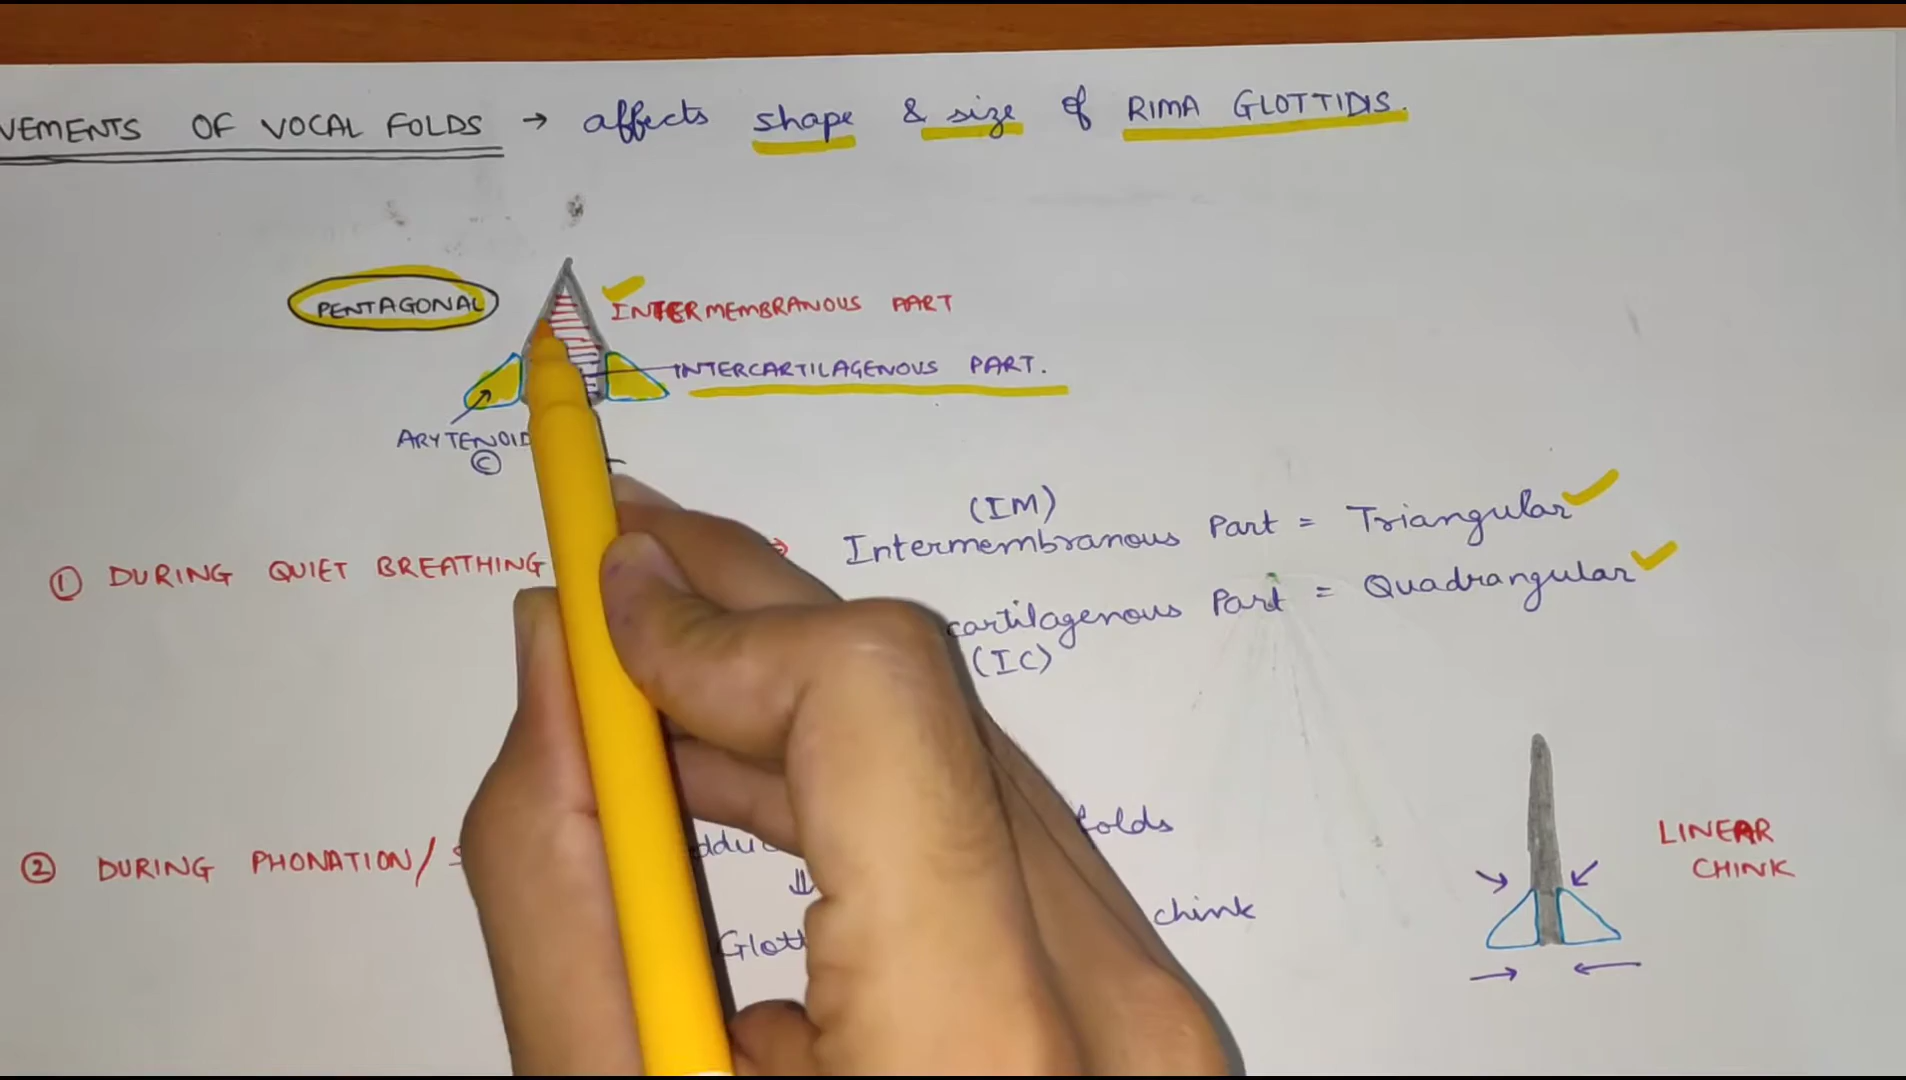 VEMENTS OF VOCAL FOLDS → affects shape & size of RIMA GLOTTIDIS.
PENTAGONAL
INTERMEMBRANOUS PART
INTERCARTILAGENOUS PART.
ARYTENOID
©
(IM)
① DURING QUIET BREATHING
Intermembranous Part = Triangular
cartilagenous Part = Quadrangular
(IC)
② DURING PHONATION/
folds
chink
LINEAR
CHINK